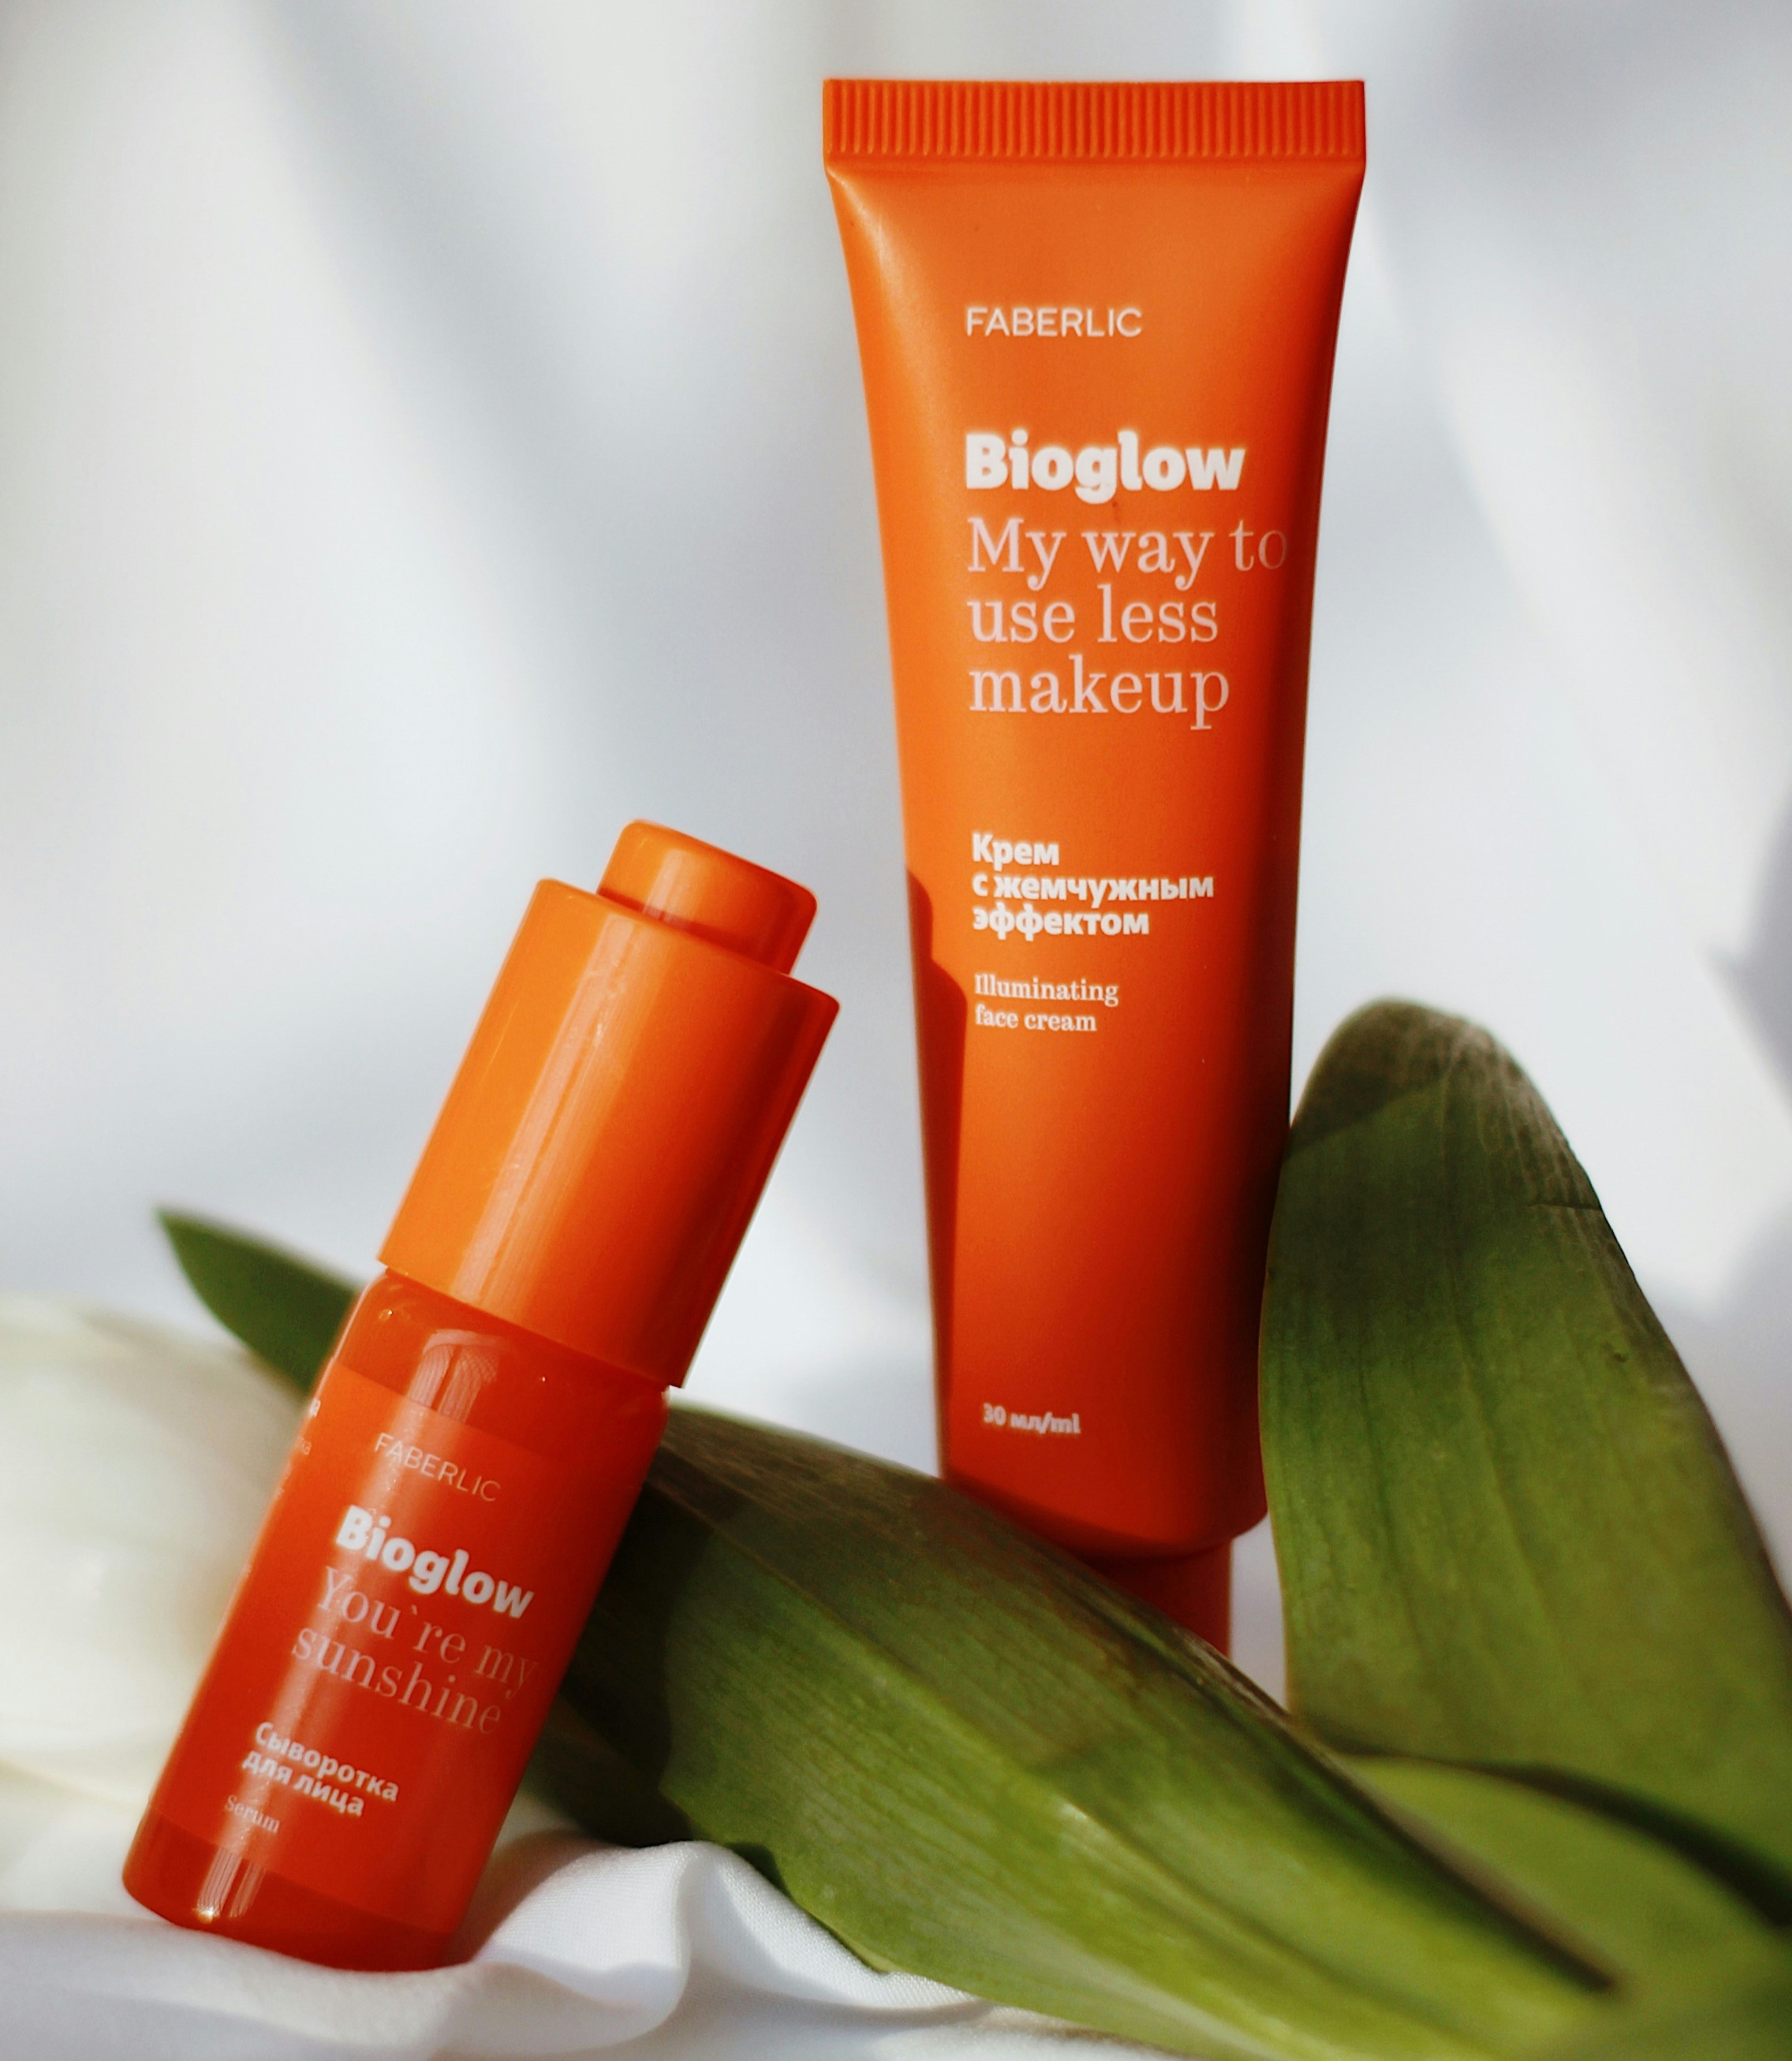 FABERLIC
Bioglow
My way to
use less
makeup
Крем
с жемчужным
эффектом
Illuminating
face cream
30 мл/ml
FABERLIC
Bioglow
You`re my
sunshine
Сыворотка
для лица
Serum